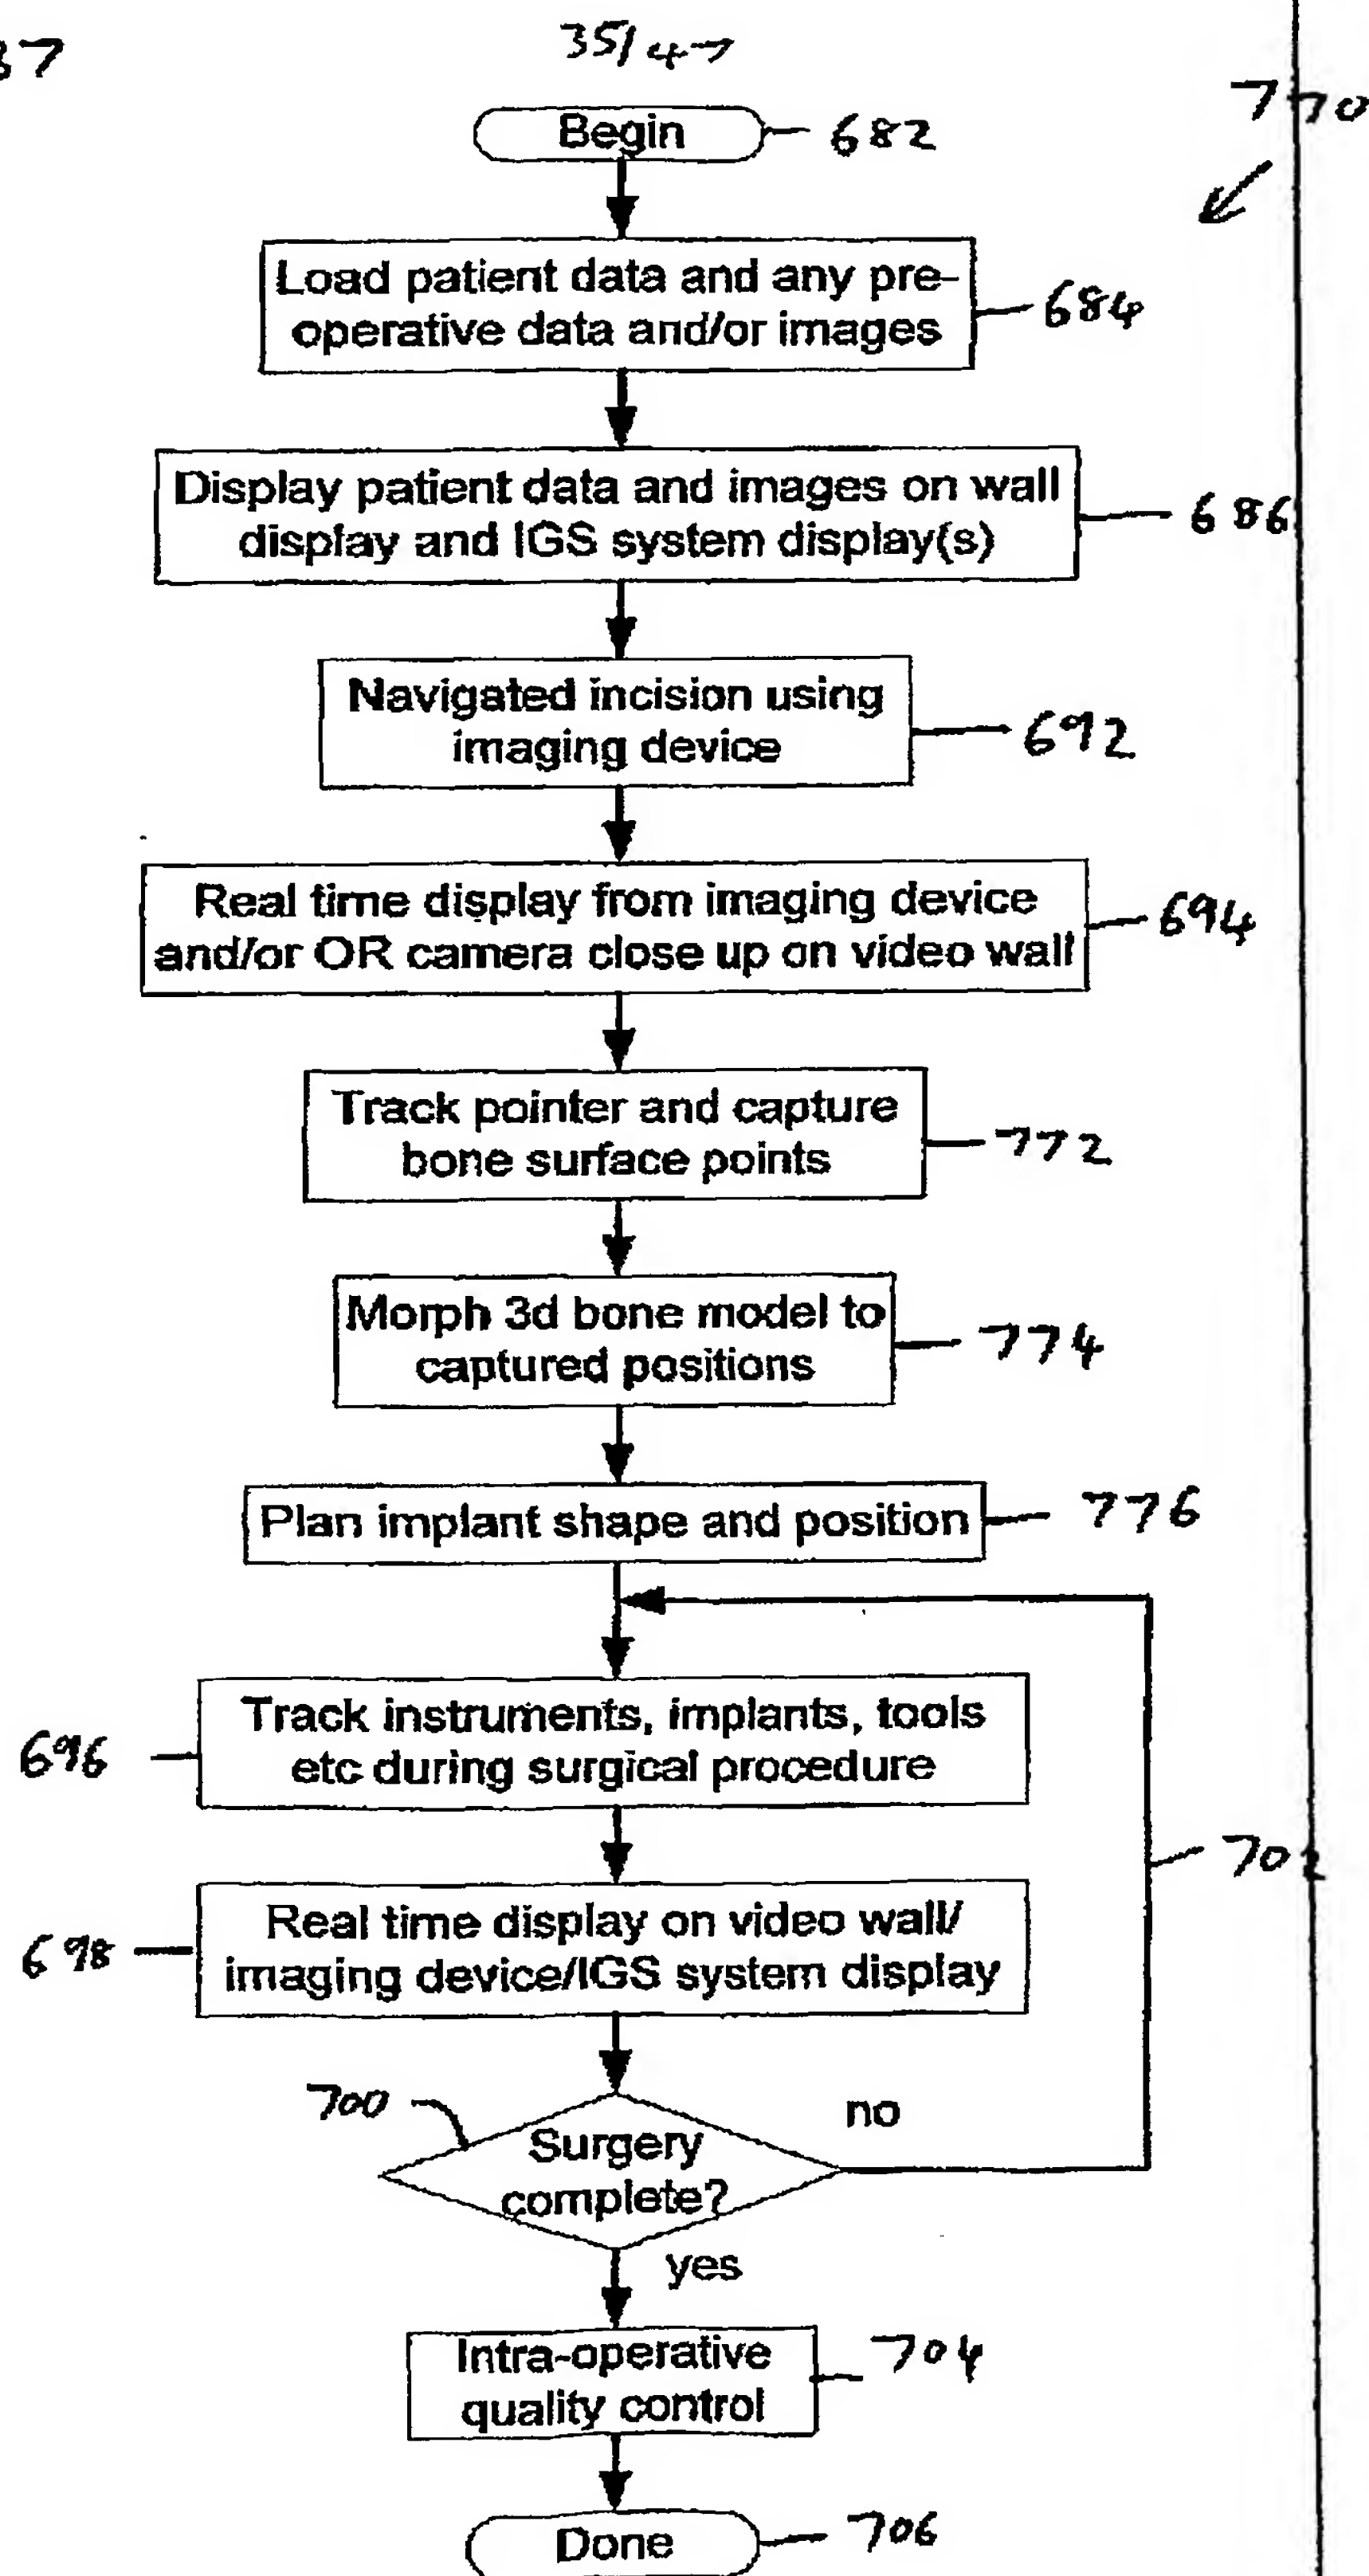 37
35/47
770
Begin
682
Load patient data and any pre-
operative data and/or images
684
Display patient data and images on wall
display and IGS system display(s)
686
Navigated incision using
imaging device
692
Real time display from imaging device
and/or OR camera close up on video wall
694
Track pointer and capture
bone surface points
772
Morph 3d bone model to
captured positions
774
Plan implant shape and position
776
Track instruments, implants, tools
etc during surgical procedure
696
702
Real time display on video wall/
imaging device/IGS system display
698
700
no
Surgery
complete?
yes
Intra-operative
quality control
704
Done
706